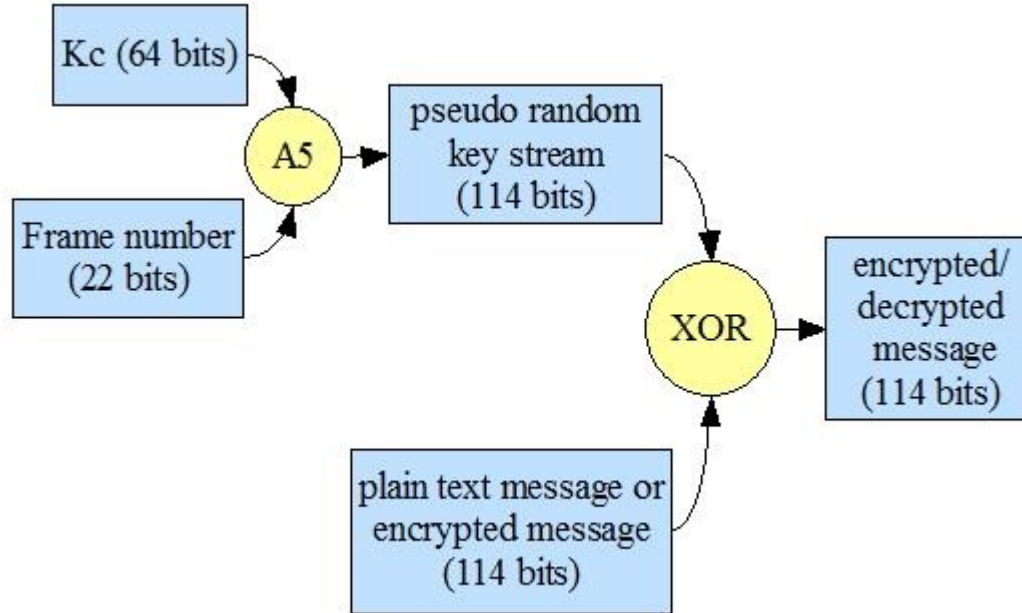 Kc (64 bits)
A5
pseudo random
key stream
(114 bits)
Frame number
(22 bits)
XOR
encrypted/
decrypted
message
(114 bits)
plain text message or
encrypted message
(114 bits)